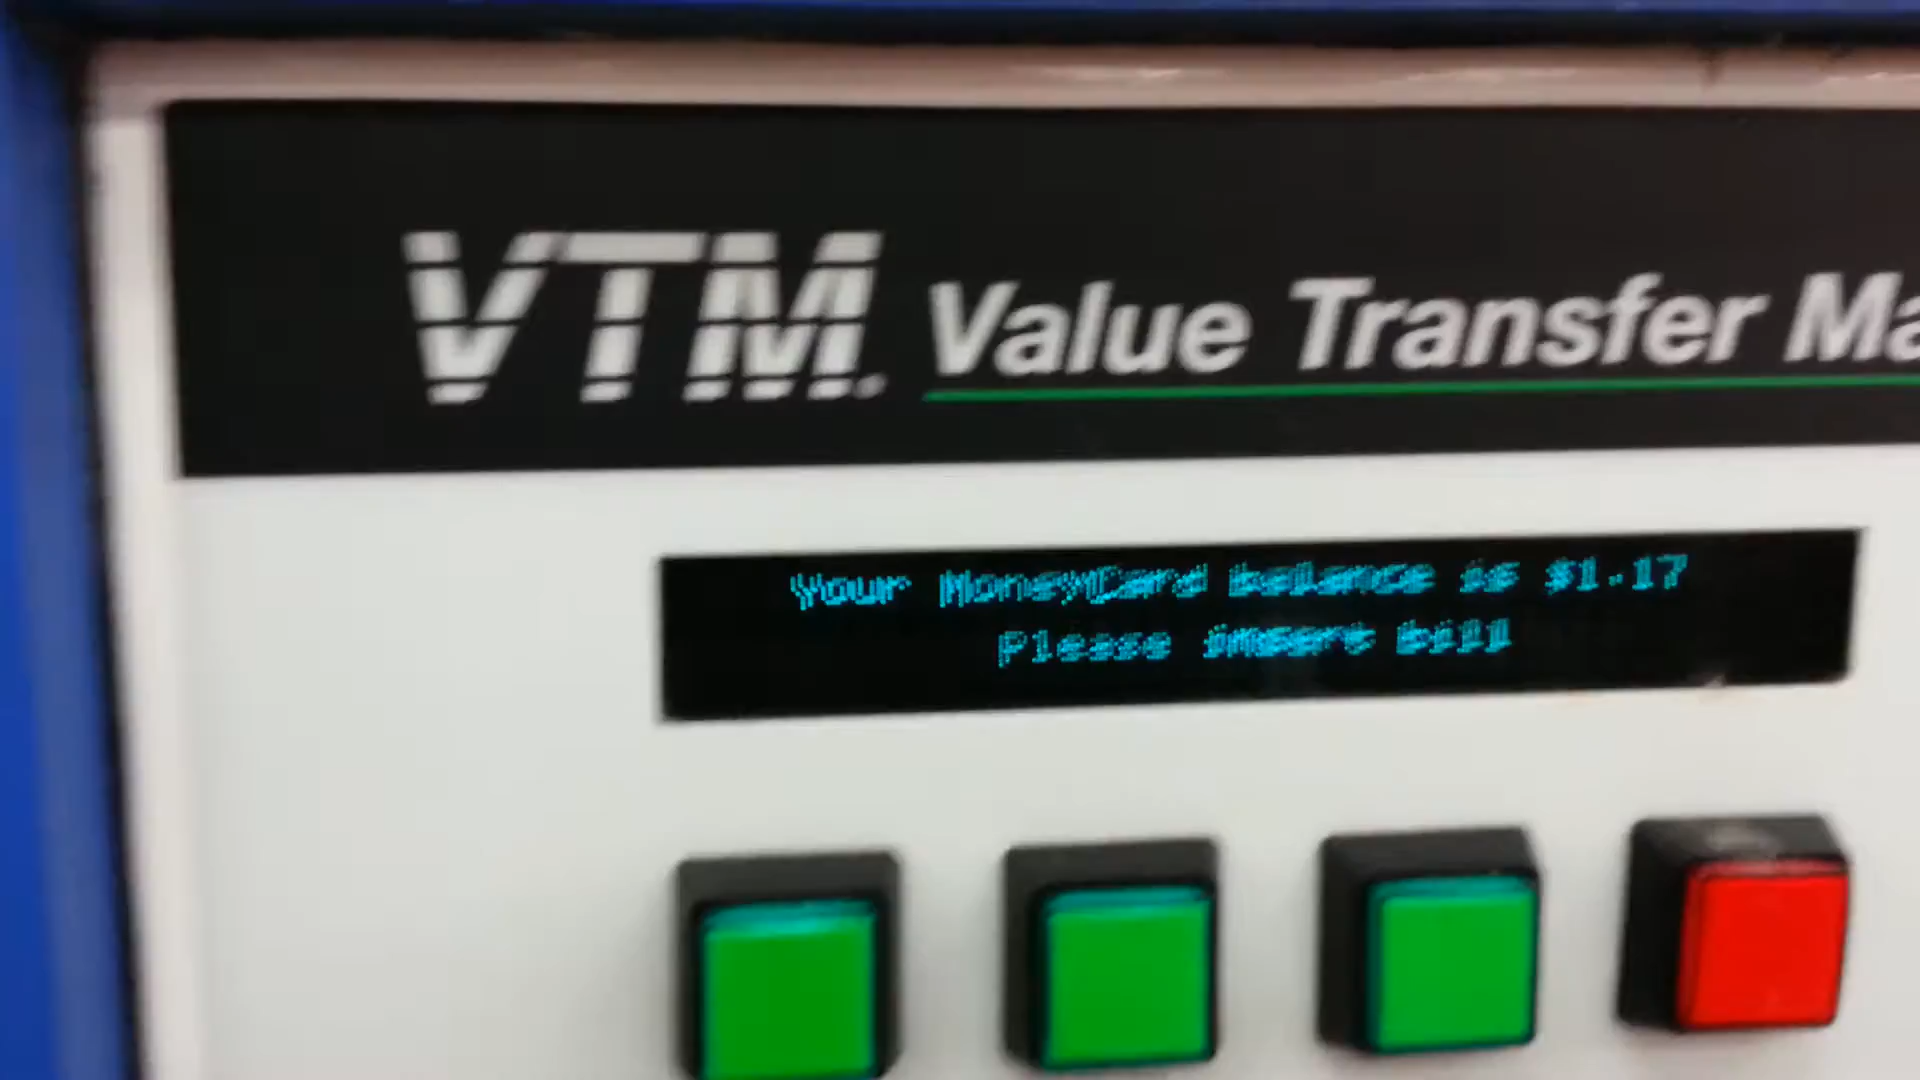 VTM. Value Transfer Ma
Your MoneyCard balance is $1.17
Please insert bill